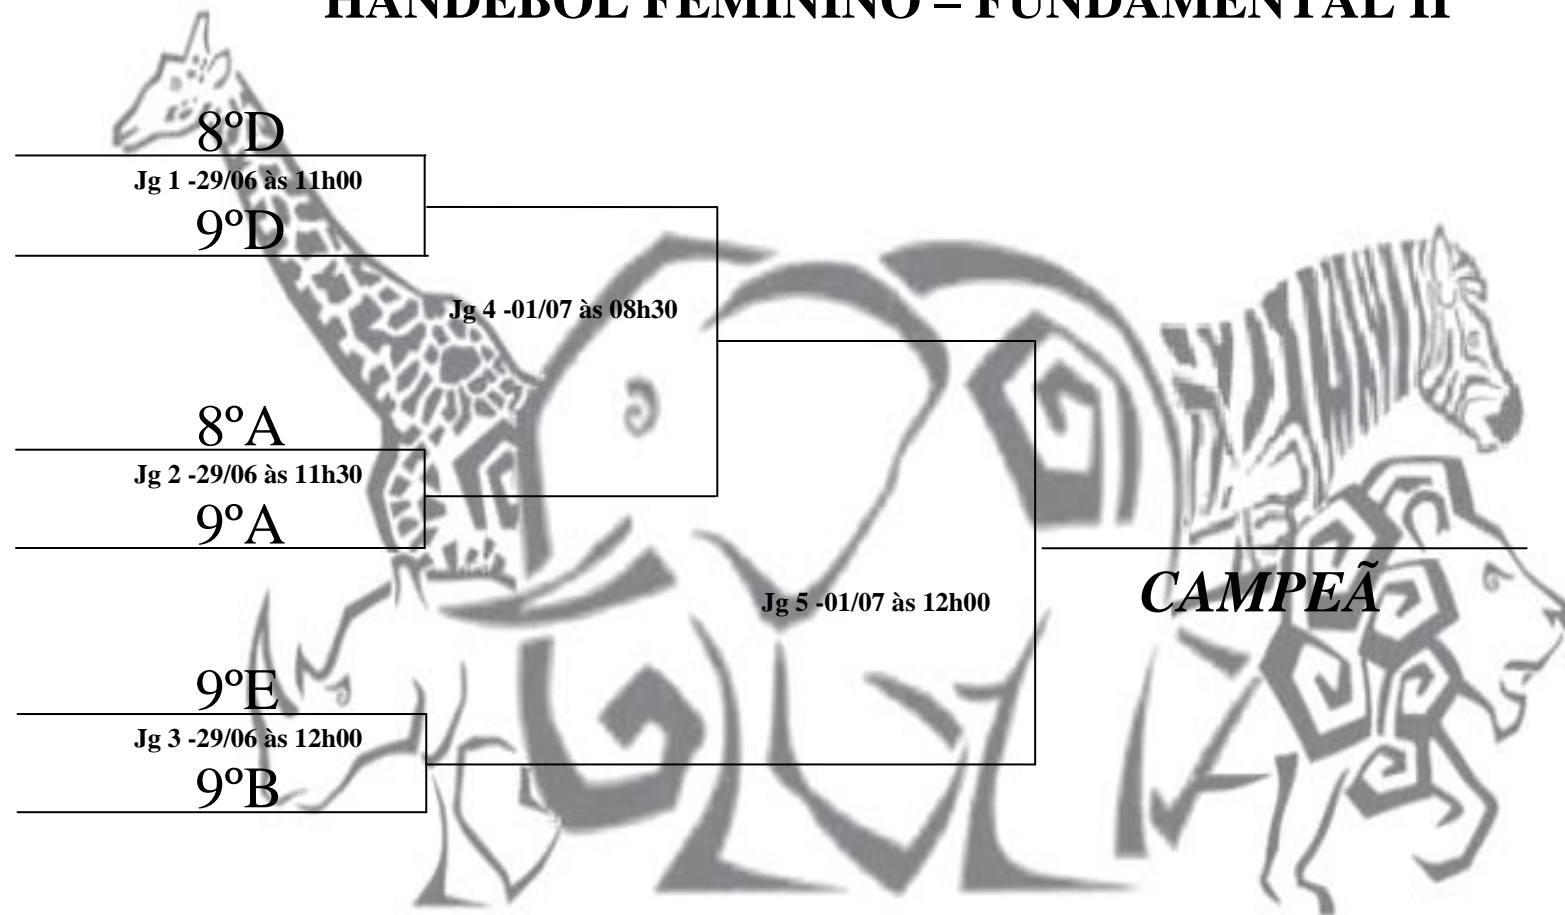 HANDEBOL FEMININO – FUNDAMENTAL II
8ºD
Jg 1 -29/06 às 11h00
9ºD
Jg 4 -01/07 às 08h30
8ºA
Jg 2 -29/06 às 11h30
9ºA
Jg 5 -01/07 às 12h00
CAMPEÃ
9ºE
Jg 3 -29/06 às 12h00
9ºB